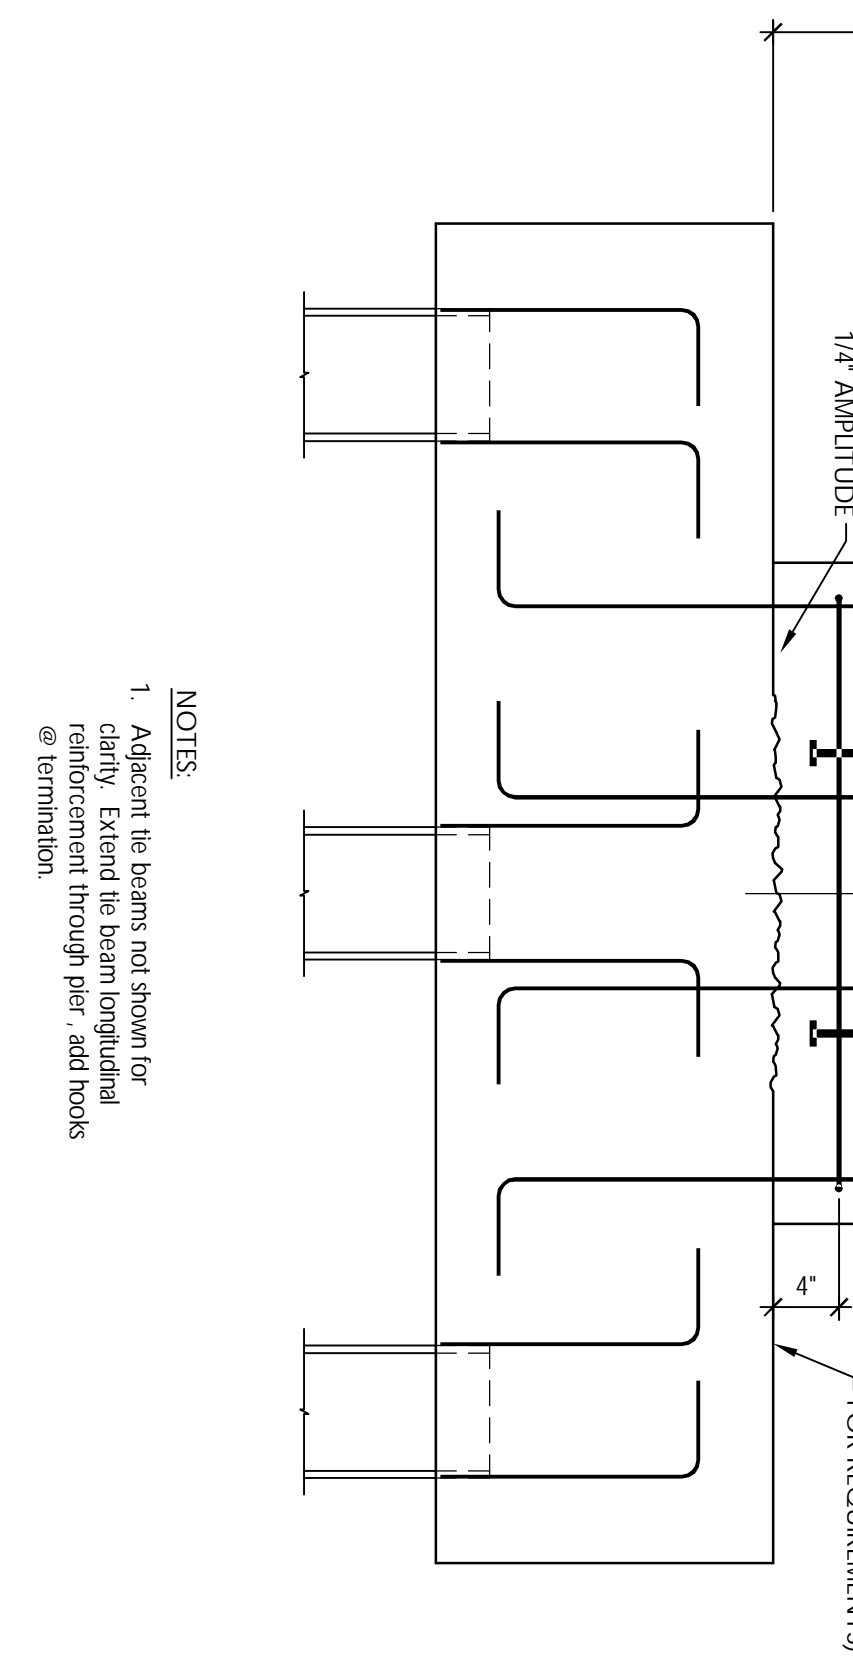 1/4" AMPLITUDE
4"
NOTES:
1. Adjacent tie beams not shown for
clarity. Extend tie beam longitudinal
reinforcement through pier , add hooks
@ termination.